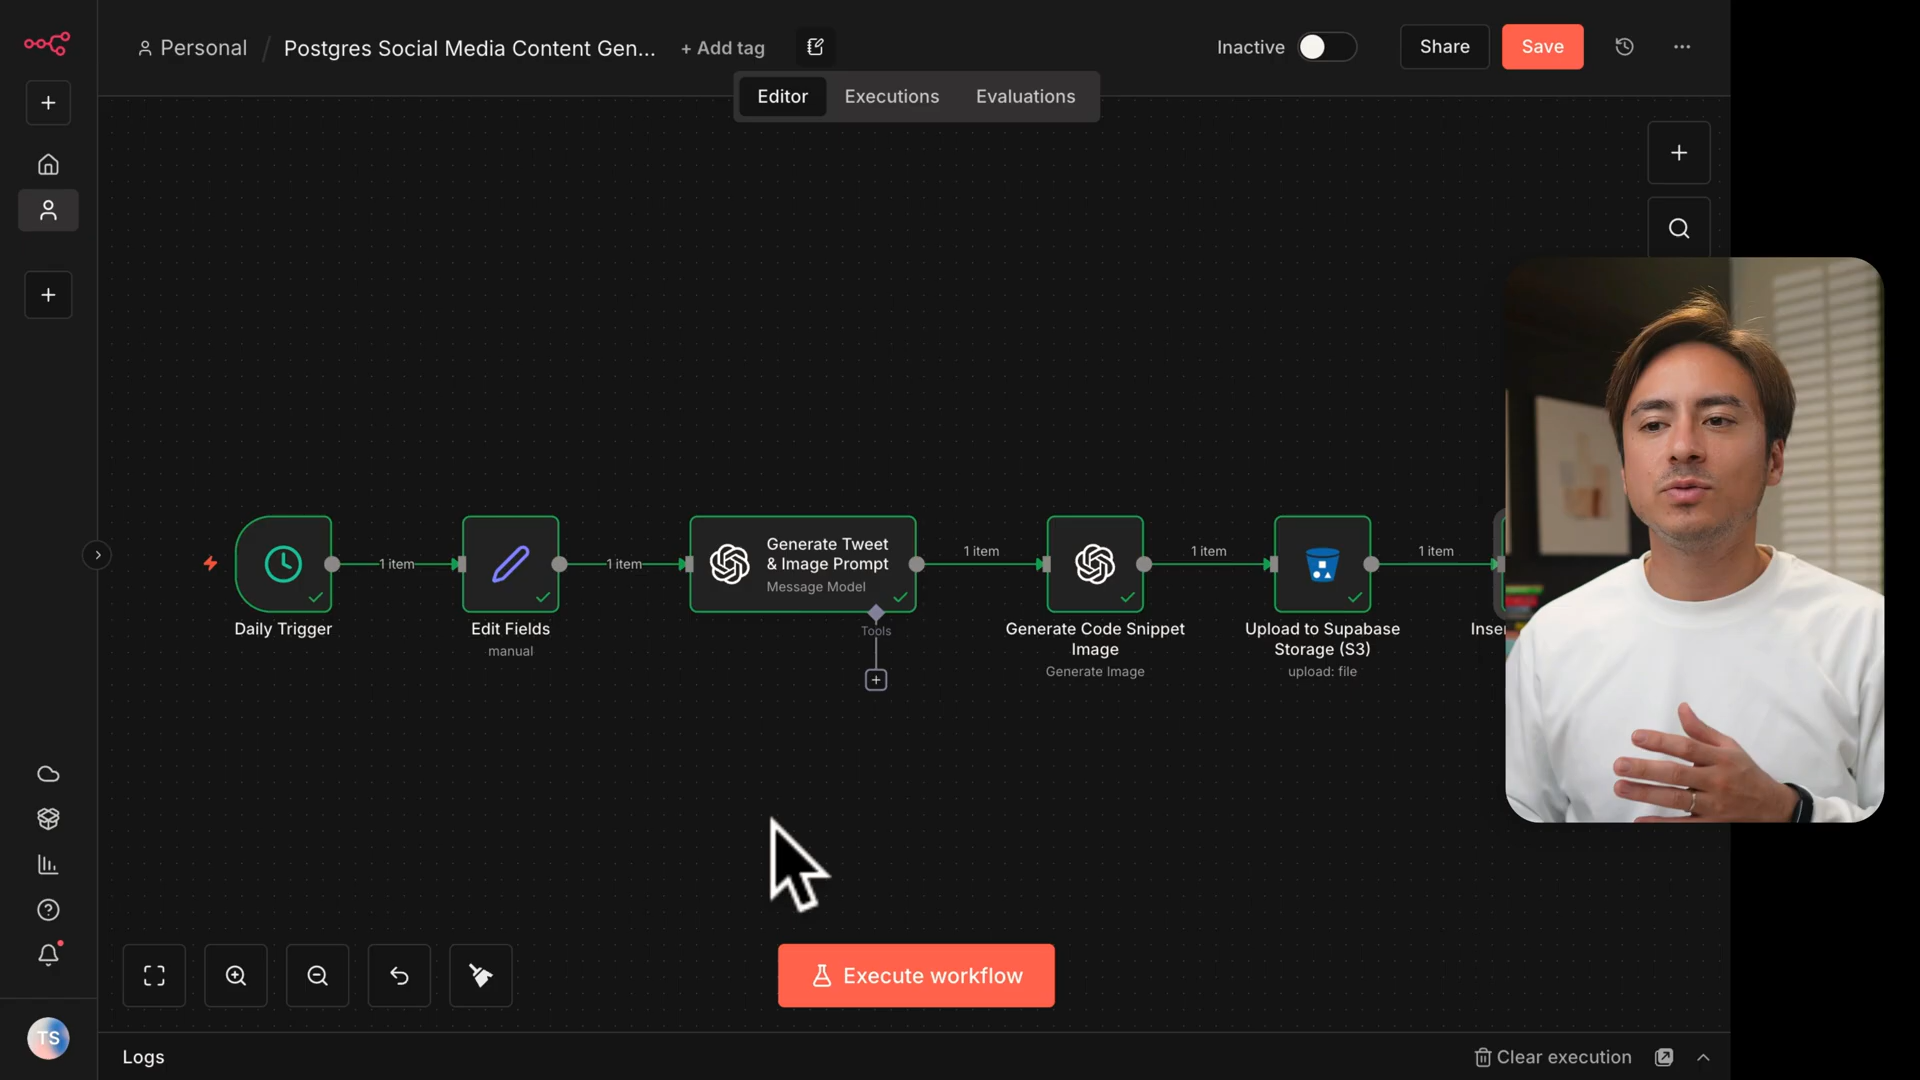 Personal / Postgres Social Media Content Gen... + Add tag
Inactive
Share
Save
Editor
Executions
Evaluations
1 item
1 item
1 item
1 item
1 item
Generate Tweet
& Image Prompt
Message Model
Tools
Daily Trigger
Edit Fields
manual
Generate Code Snippet
Image
Generate Image
Upload to Supabase
Storage (S3)
upload: file
Execute workflow
TS
Logs
Clear execution